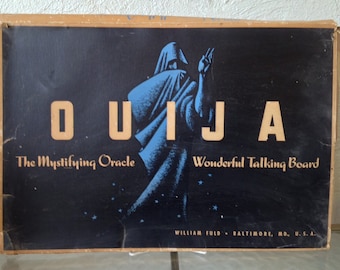 OUIJA
The Mystifying Oracle Wonderful Talking Board
WILLIAM FULD • BALTIMORE, MD., U.S.A.